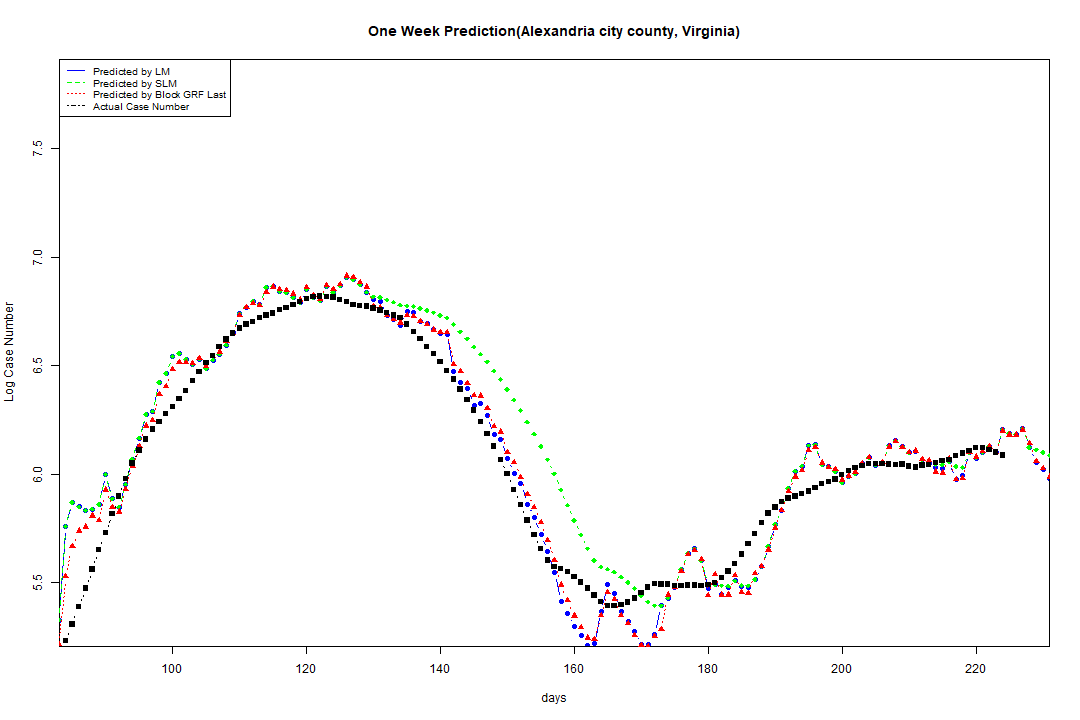 One Week Prediction(Alexandria city county, Virginia)
Predicted by LM
Predicted by SLM
Predicted by Block GRF Last
Actual Case Number
7.5
7.0
6.5
6.0
5.5
Log Case Number
100 120 140 160 180 200 220
days